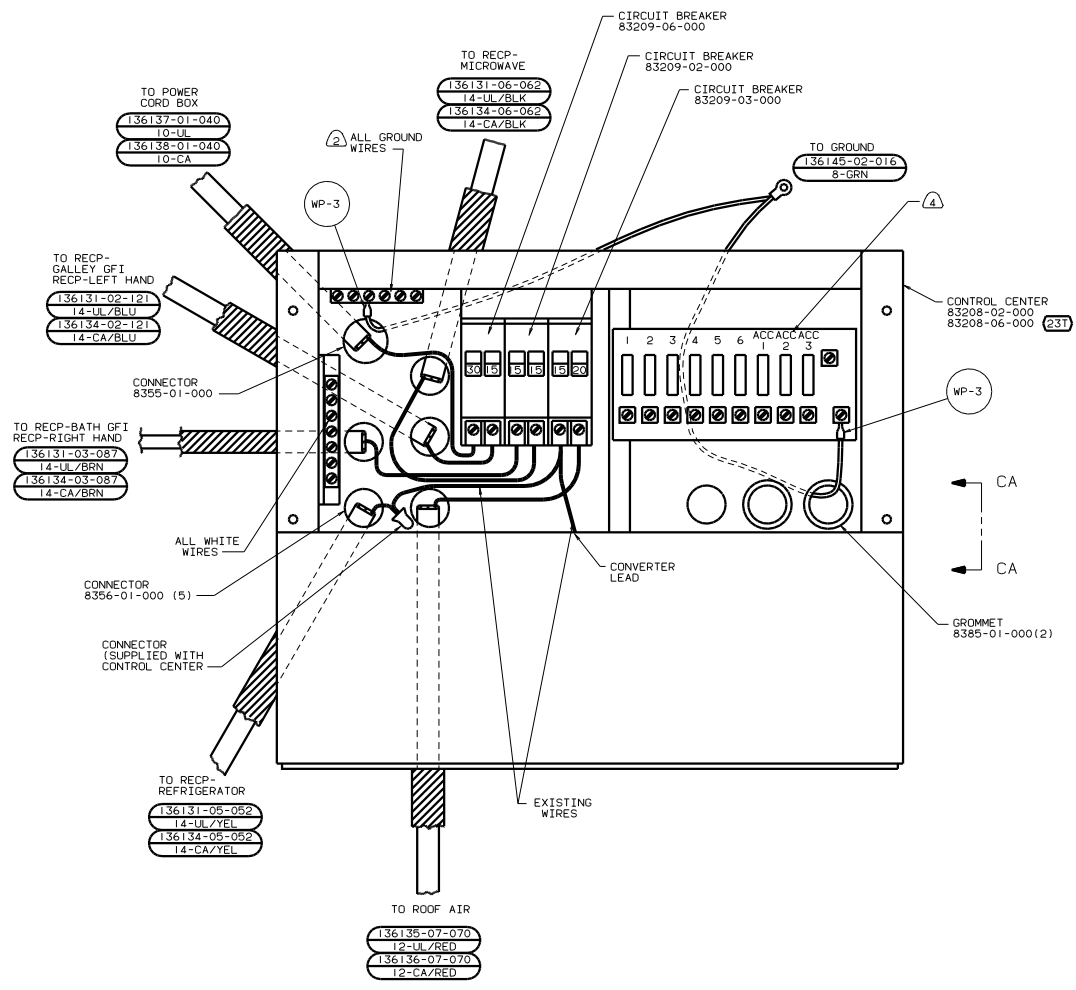 CIRCUIT BREAKER
83209-06-000
CIRCUIT BREAKER
83209-02-000
CIRCUIT BREAKER
83209-03-000
TO RECP-
MICROWAVE
136131-06-062
14-UL/BLK
136134-06-062
14-CA/BLK
TO POWER
CORD BOX
136137-01-040
10-UL
136138-01-040
10-CA
2 ALL GROUND
WIRES
TO GROUND
136145-02-016
8-GRN
WP-3
4
TO RECP-
GALLEY GFI
RECP-LEFT HAND
136131-02-121
14-UL/BLU
136134-02-121
14-CA/BLU
CONTROL CENTER
83208-02-000
83208-06-000 23T
ACC ACC ACC
1 2 3 4 5 6 1 2 3
30 15 15 15 15 20
CONNECTOR
8355-01-000
WP-3
TO RECP-BATH GFI
RECP-RIGHT HAND
136131-03-087
14-UL/BRN
136134-03-087
14-CA/BRN
CA
CA
ALL WHITE
WIRES
CONVERTER
LEAD
CONNECTOR
8356-01-000 (5)
GROMMET
8385-01-000(2)
CONNECTOR
(SUPPLIED WITH
CONTROL CENTER
TO RECP-
REFRIGERATOR
136131-05-052
14-UL/YEL
136134-05-052
14-CA/YEL
EXISTING
WIRES
TO ROOF AIR
136135-07-070
12-UL/RED
136136-07-070
12-CA/RED